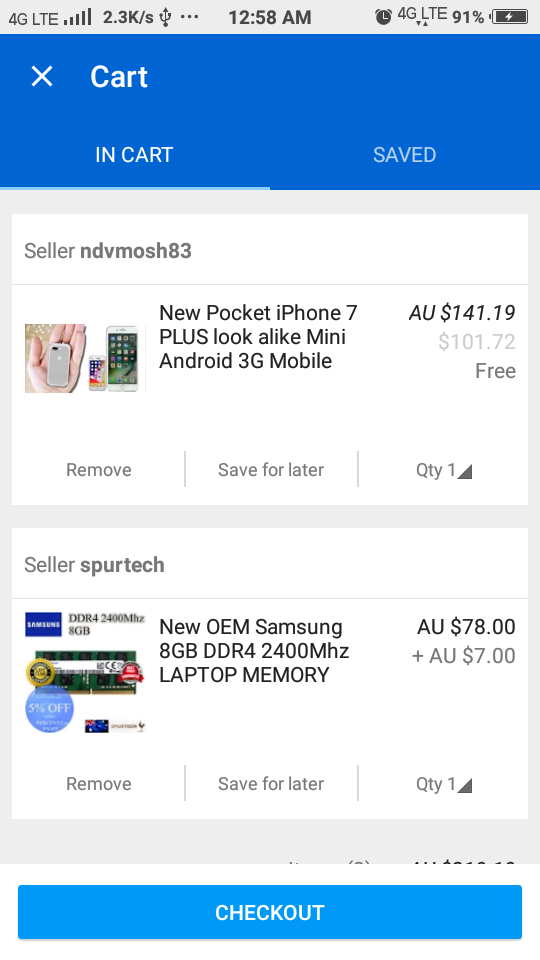 4G LTE 2.3K/s ··· 12:58 AM 4G LTE 91%
Cart
IN CART SAVED
Seller ndvmosh83
New Pocket iPhone 7 AU $141.19
PLUS look alike Mini $101.72
Android 3G Mobile Free
Remove Save for later Qty 1
Seller spurtech
SAMSUNG DDR4 2400Mhz
8GB
5% OFF
New OEM Samsung AU $78.00
8GB DDR4 2400Mhz + AU $7.00
LAPTOP MEMORY
Remove Save for later Qty 1
CHECKOUT